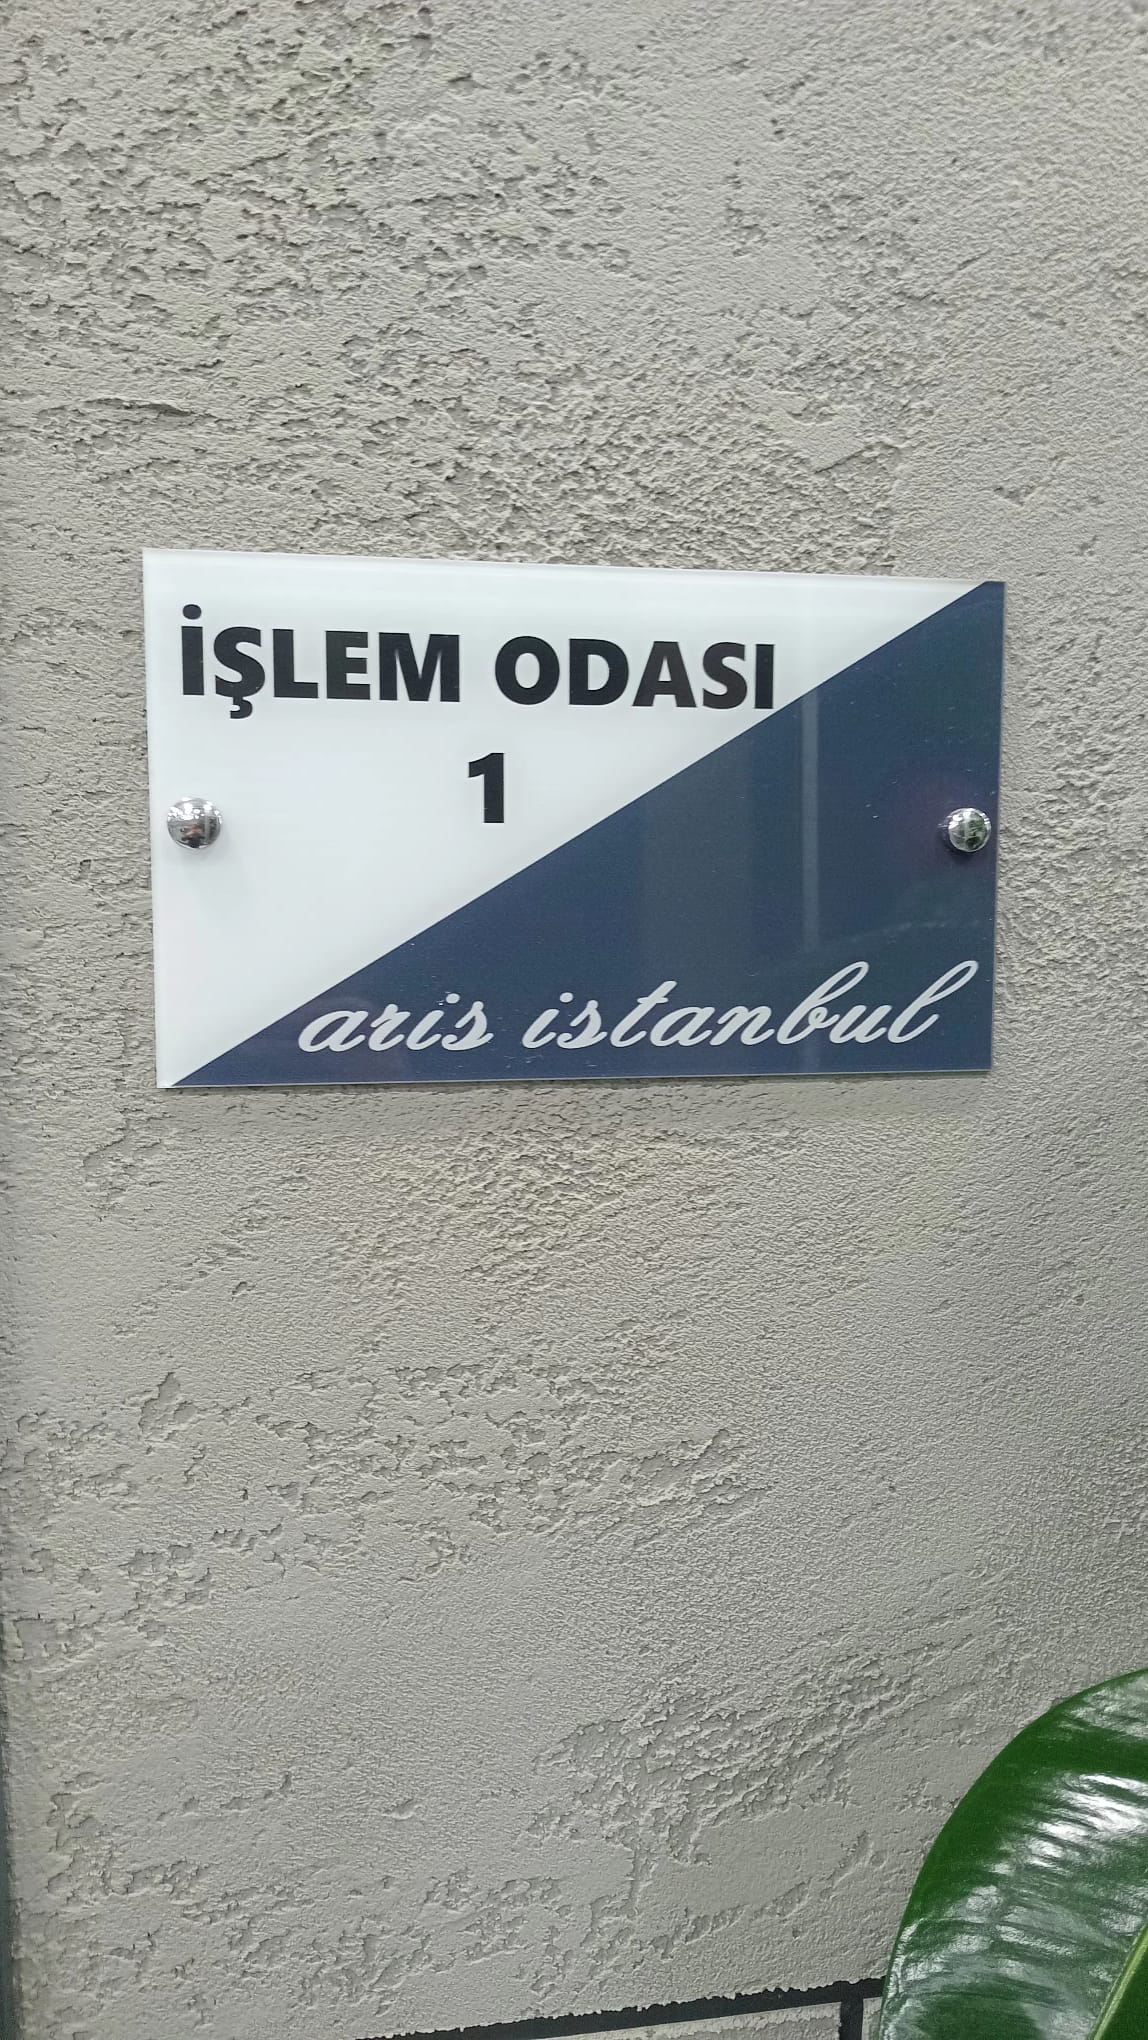 İŞLEM ODASI
1
aris istanbul